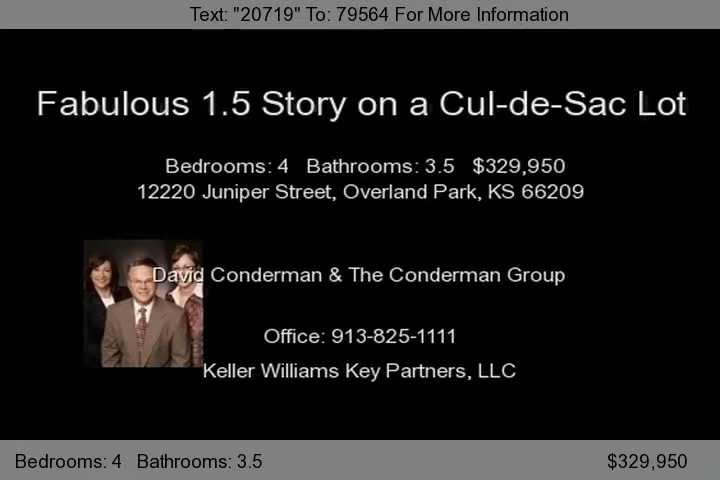 Text: "20719" To: 79564 For More Information
Fabulous 1.5 Story on a Cul-de-Sac Lot
Bedrooms: 4 Bathrooms: 3.5 $329,950
12220 Juniper Street, Overland Park, KS 66209
David Conderman & The Conderman Group
Office: 913-825-1111
Keller Williams Key Partners, LLC
Bedrooms: 4 Bathrooms: 3.5 $329,950